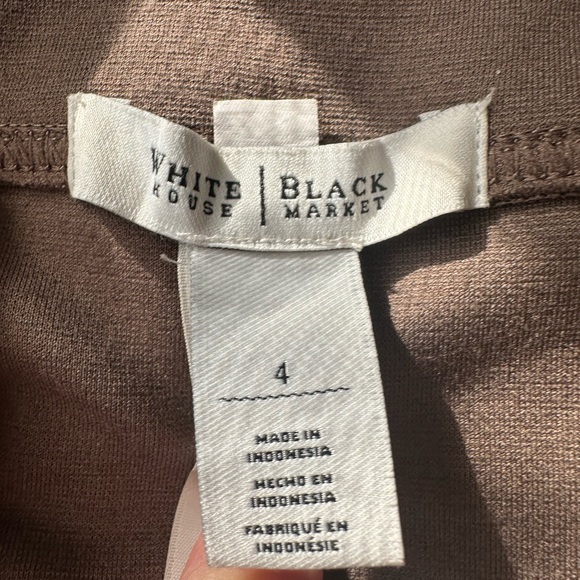 WHITE | BLACK
HOUSE | MARKET
4
MADE IN
INDONESIA
HECHO EN
INDONESIA
FABRIQUÉ EN
INDONÉSIE